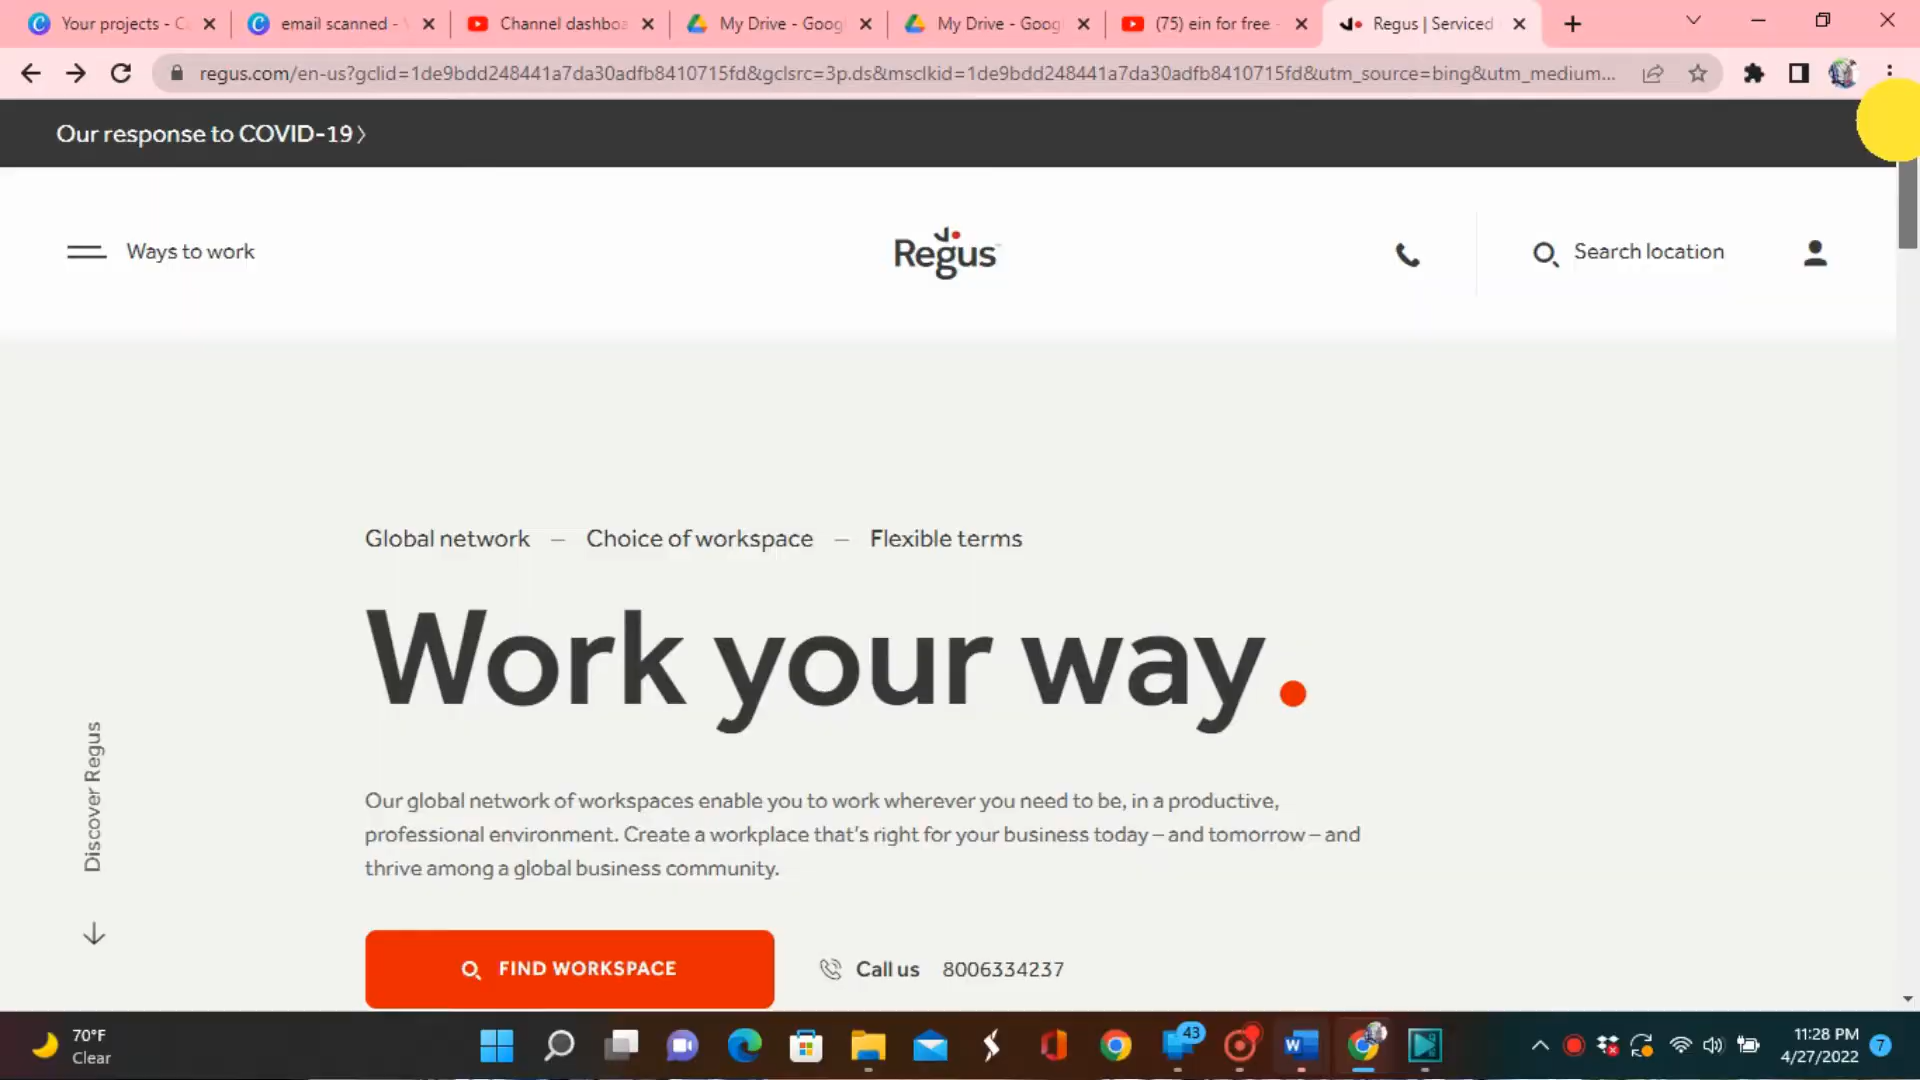 Your projects - C
email scanned -
Channel dashboa
My Drive - Goog
My Drive - Goog
(75) ein for free
Regus | Serviced
regus.com/en-us?gclid=1de9bdd248441a7da30adfb8410715fd&gclsrc=3p.ds&msclkid=1de9bdd248441a7da30adfb8410715fd&utm_source=bing&utm_medium...
Our response to COVID-19
Ways to work
Regus
Search location
Global network — Choice of workspace — Flexible terms
Work your way.
Discover Regus
Our global network of workspaces enable you to work wherever you need to be, in a productive,
professional environment. Create a workplace that's right for your business today – and tomorrow – and
thrive among a global business community.
FIND WORKSPACE
Call us 8006334237
70°F
Clear
43
W
11:28 PM
4/27/2022
7